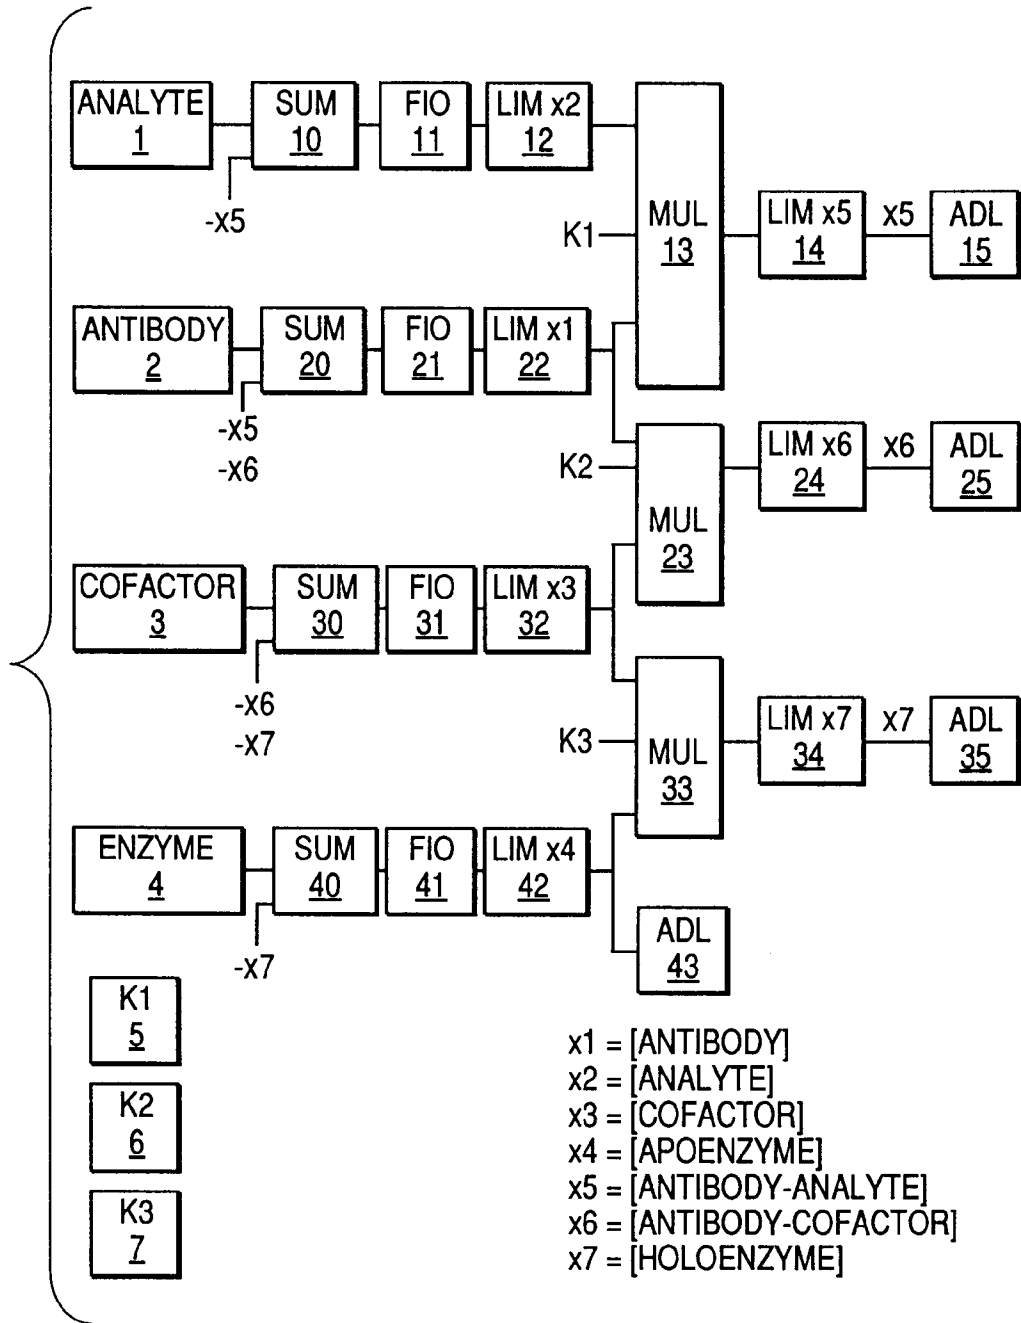 ANALYTE
1
SUM
10
FIO
11
LIM x2
12
-x5
K1
MUL
13
LIM x5
14
x5
ADL
15
ANTIBODY
2
SUM
20
FIO
21
LIM x1
22
-x5
-x6
K2
MUL
23
LIM x6
24
x6
ADL
25
COFACTOR
3
SUM
30
FIO
31
LIM x3
32
-x6
-x7
K3
MUL
33
LIM x7
34
x7
ADL
35
ENZYME
4
SUM
40
FIO
41
LIM x4
42
-x7
ADL
43
K1
5
K2
6
K3
7
x1 = [ANTIBODY]
x2 = [ANALYTE]
x3 = [COFACTOR]
x4 = [APOENZYME]
x5 = [ANTIBODY-ANALYTE]
x6 = [ANTIBODY-COFACTOR]
x7 = [HOLOENZYME]